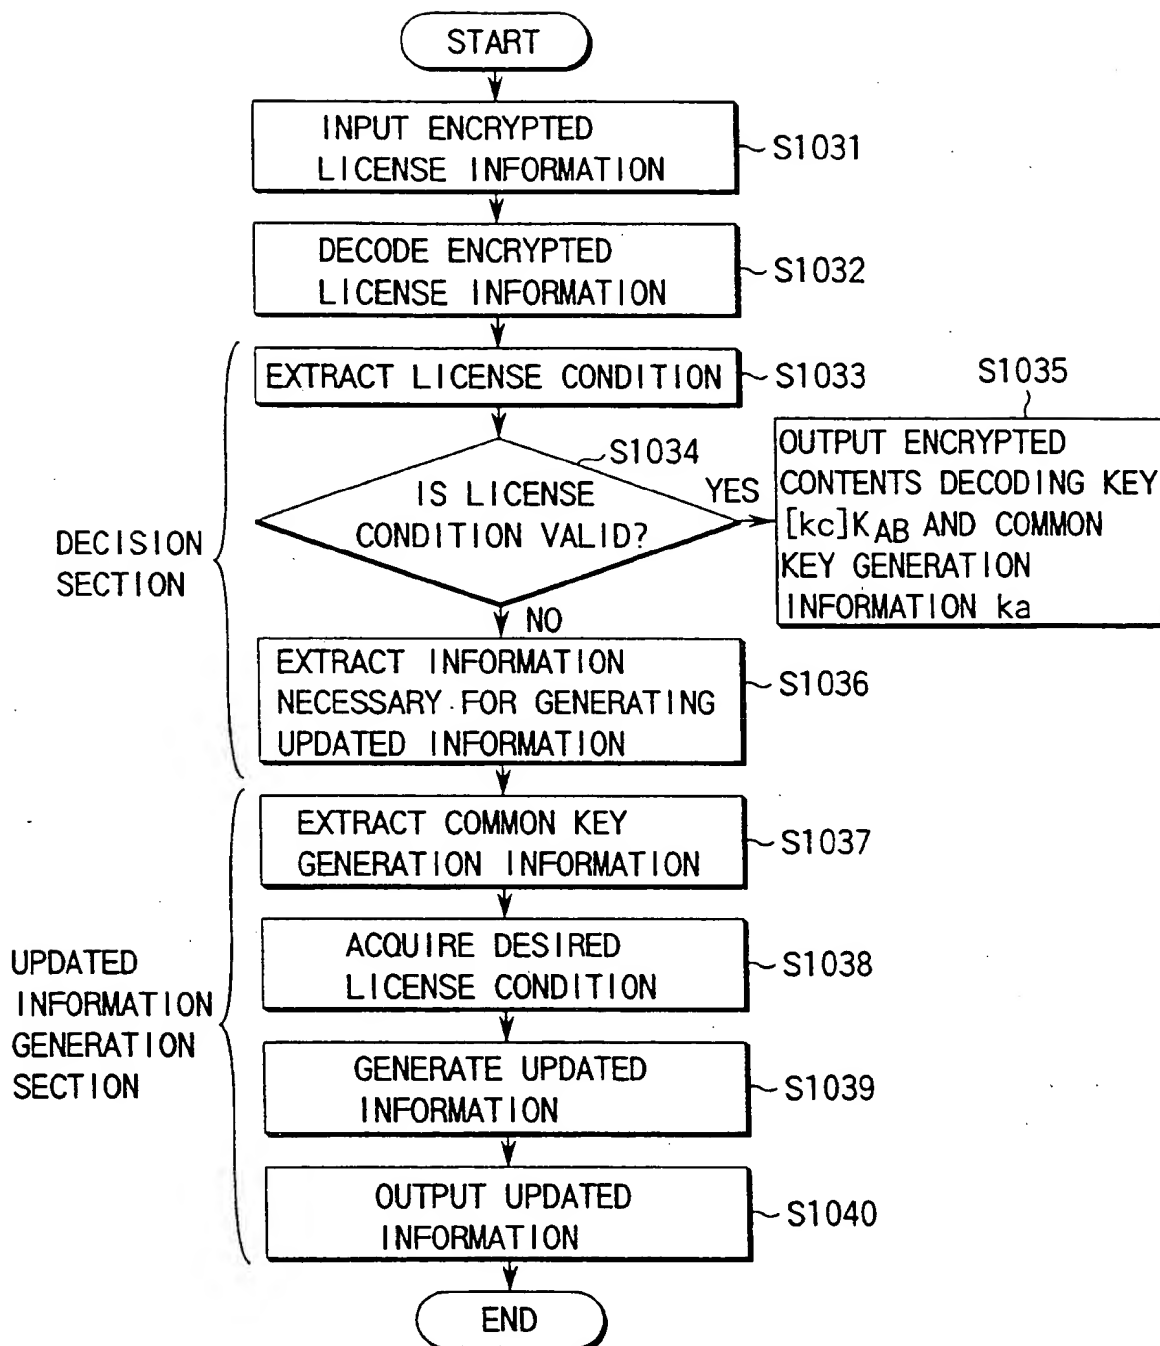 START
INPUT ENCRYPTED
LICENSE INFORMATION
S1031
DECODE ENCRYPTED
LICENSE INFORMATION
S1032
EXTRACT LICENSE CONDITION
S1033
S1034
IS LICENSE
CONDITION VALID?
YES
S1035
OUTPUT ENCRYPTED
CONTENTS DECODING KEY
[kc]KAB AND COMMON
KEY GENERATION
INFORMATION ka
DECISION
SECTION
NO
EXTRACT INFORMATION
NECESSARY FOR GENERATING
UPDATED INFORMATION
S1036
EXTRACT COMMON KEY
GENERATION INFORMATION
S1037
UPDATED
INFORMATION
GENERATION
SECTION
ACQUIRE DESIRED
LICENSE CONDITION
S1038
GENERATE UPDATED
INFORMATION
S1039
OUTPUT UPDATED
INFORMATION
S1040
END